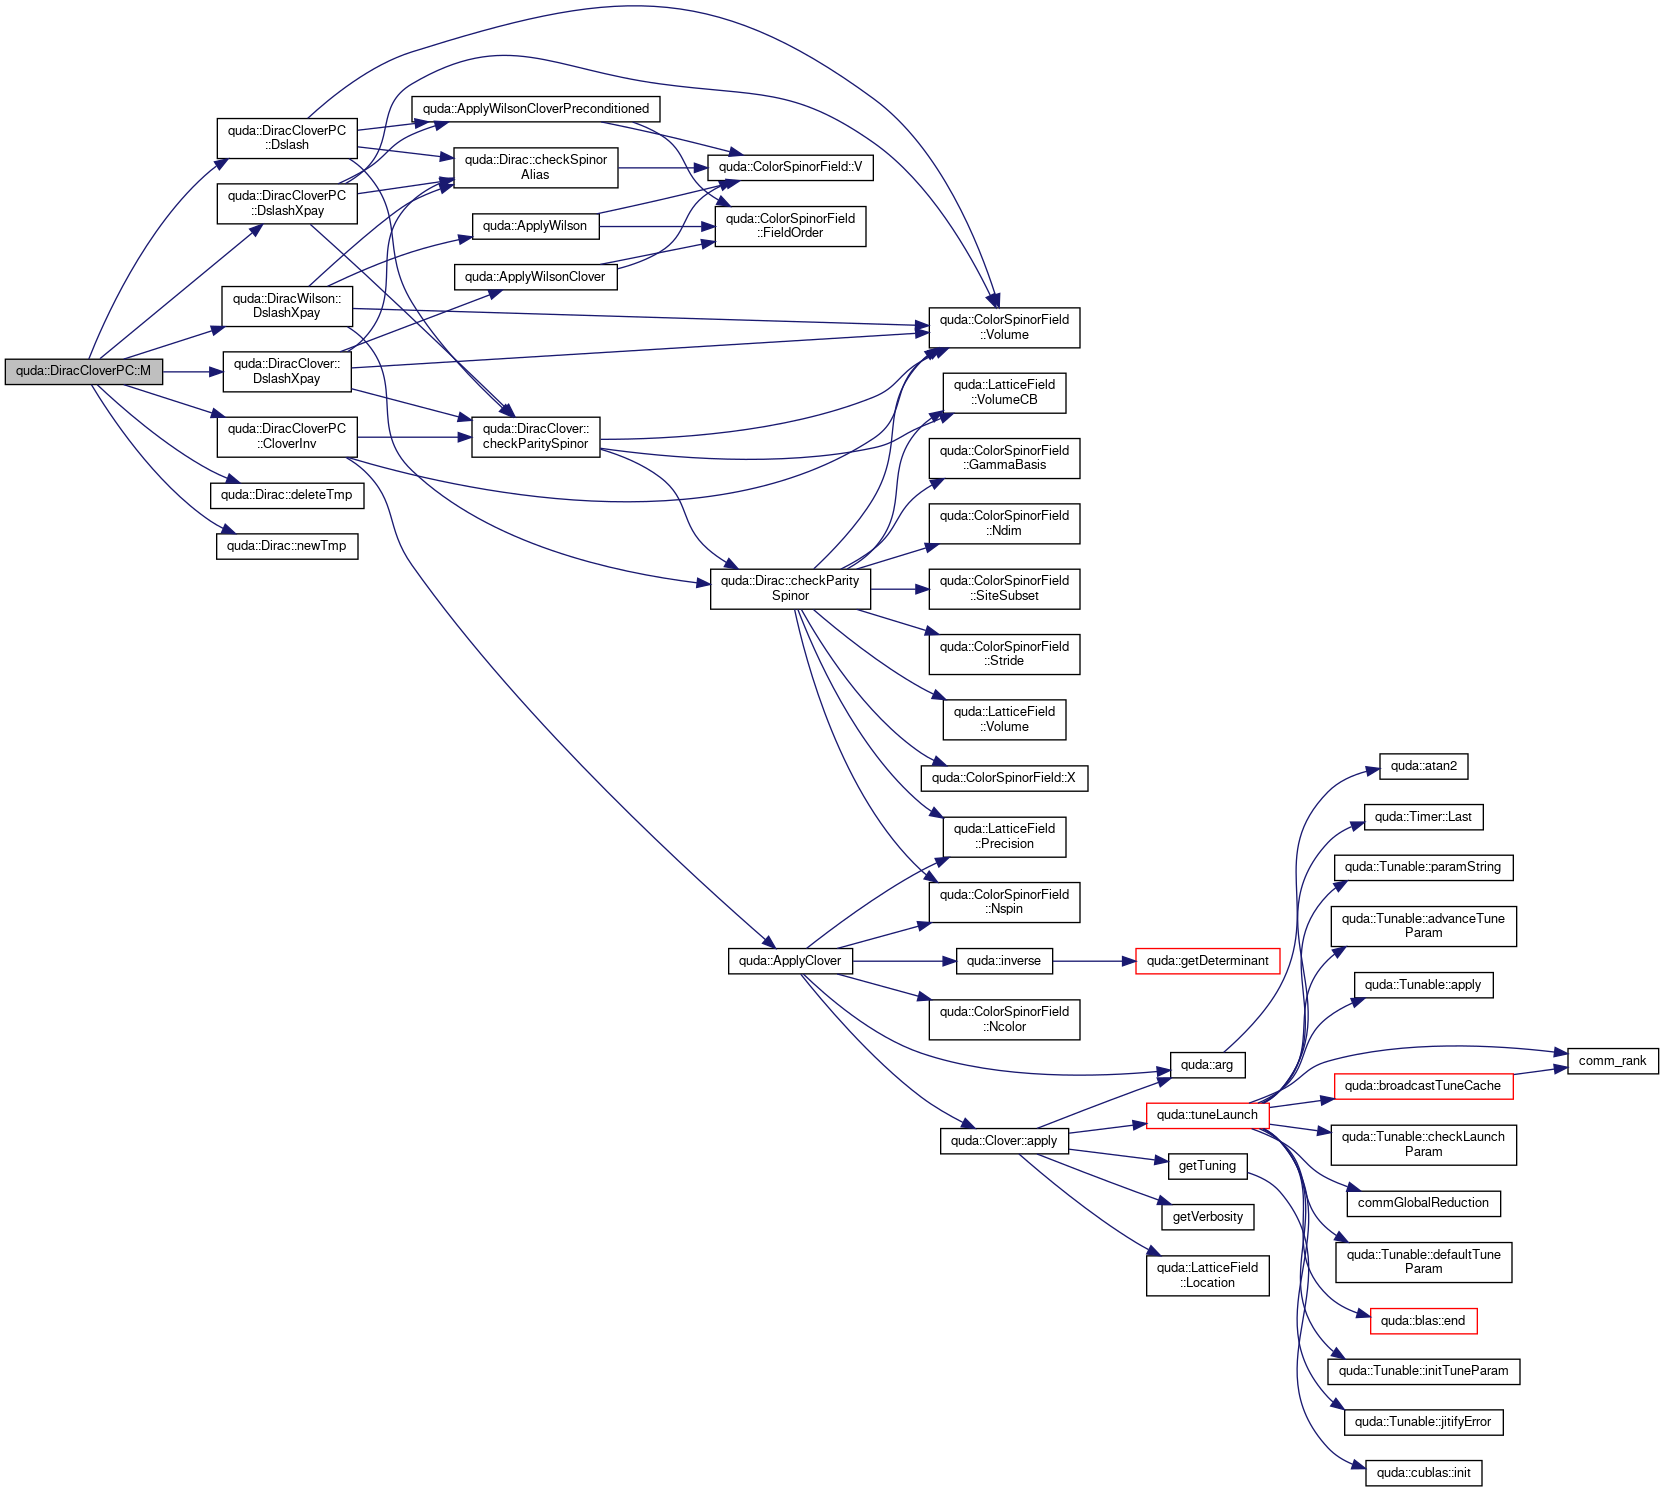 quda::DiracCloverPC::M
quda::DiracCloverPC
::Dslash
quda::DiracCloverPC
::DslashXpay
quda::DiracWilson::
DslashXpay
quda::DiracClover::
DslashXpay
quda::DiracCloverPC
::CloverInv
quda::Dirac::deleteTmp
quda::Dirac::newTmp
quda::ApplyWilsonCloverPreconditioned
quda::Dirac::checkSpinor
Alias
quda::ApplyWilson
quda::ApplyWilsonClover
quda::DiracClover::
checkParitySpinor
quda::ColorSpinorField::V
quda::ColorSpinorField
::FieldOrder
quda::Dirac::checkParity
Spinor
quda::ApplyClover
quda::ColorSpinorField
::Volume
quda::LatticeField
::VolumeCB
quda::ColorSpinorField
::GammaBasis
quda::ColorSpinorField
::Ndim
quda::ColorSpinorField
::SiteSubset
quda::ColorSpinorField
::Stride
quda::LatticeField
::Volume
quda::ColorSpinorField::X
quda::LatticeField
::Precision
quda::ColorSpinorField
::Nspin
quda::inverse
quda::ColorSpinorField
::Ncolor
quda::Clover::apply
quda::getDeterminant
quda::arg
quda::tuneLaunch
getTuning
getVerbosity
quda::LatticeField
::Location
quda::atan2
quda::Timer::Last
quda::Tunable::paramString
quda::Tunable::advanceTune
Param
quda::Tunable::apply
comm_rank
quda::broadcastTuneCache
quda::Tunable::checkLaunch
Param
commGlobalReduction
quda::Tunable::defaultTune
Param
quda::blas::end
quda::Tunable::initTuneParam
quda::Tunable::jitifyError
quda::cublas::init